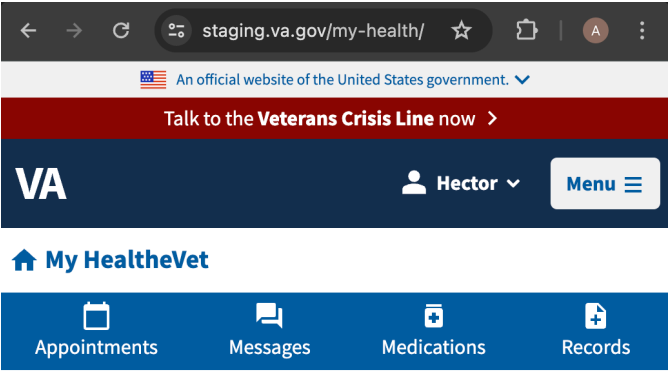 staging.va.gov/my-health/
A
An official website of the United States government.
Talk to the Veterans Crisis Line now
VA
Hector
Menu
My HealtheVet
Appointments
Messages
Medications
Records